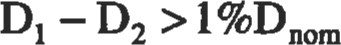 D₁ – D₂ > 1%Dₙₒₘ